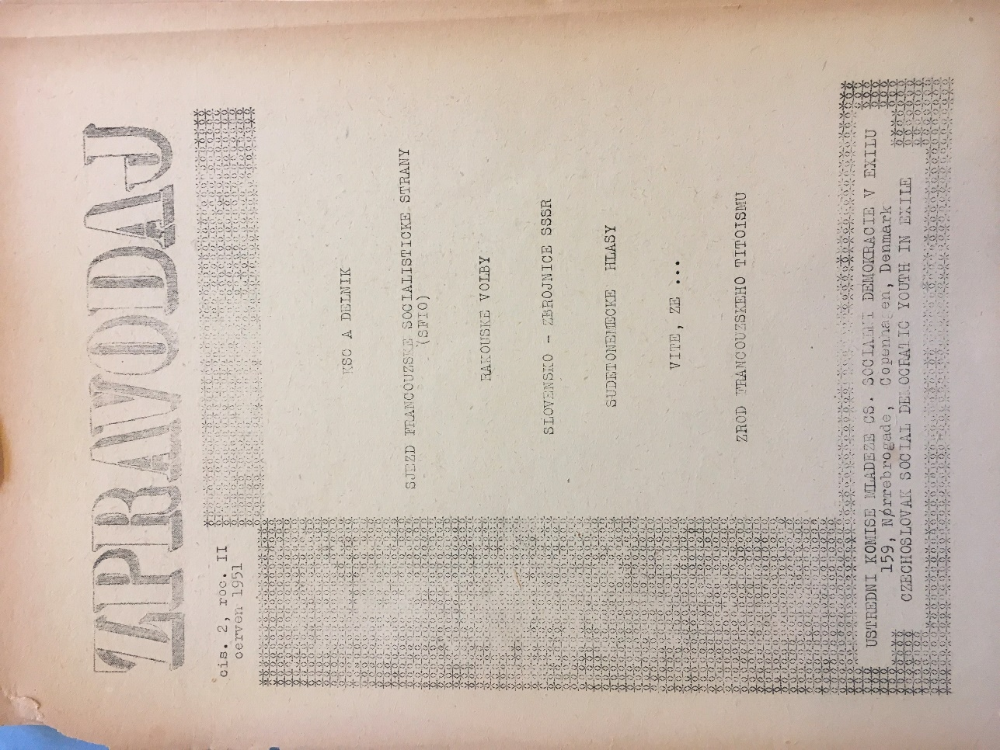 ZPRAVODAJ
cis. 2, roc. II
cerven 1951
KSC A DELNIK
SJEZD FRANCOUZSKE SOCIALISTICKE STRANY
(SFIO)
RAKOUSKE VOLBY
SLOVENSKO - ZBROJNICE SSSR
SUDETONEMECKE HLASY
VITE, ZE ...
ZROD FRANCOUZSKEHO TITOISMU
USTREDNI KOMISE MLADEZE CS. SOCIALNI DEMOKRACIE V EXILU
159, Nørrebrogade, Copenhagen, Denmark
CZECHOSLOVAK SOCIAL DEMOCRATIC YOUTH IN EXILE